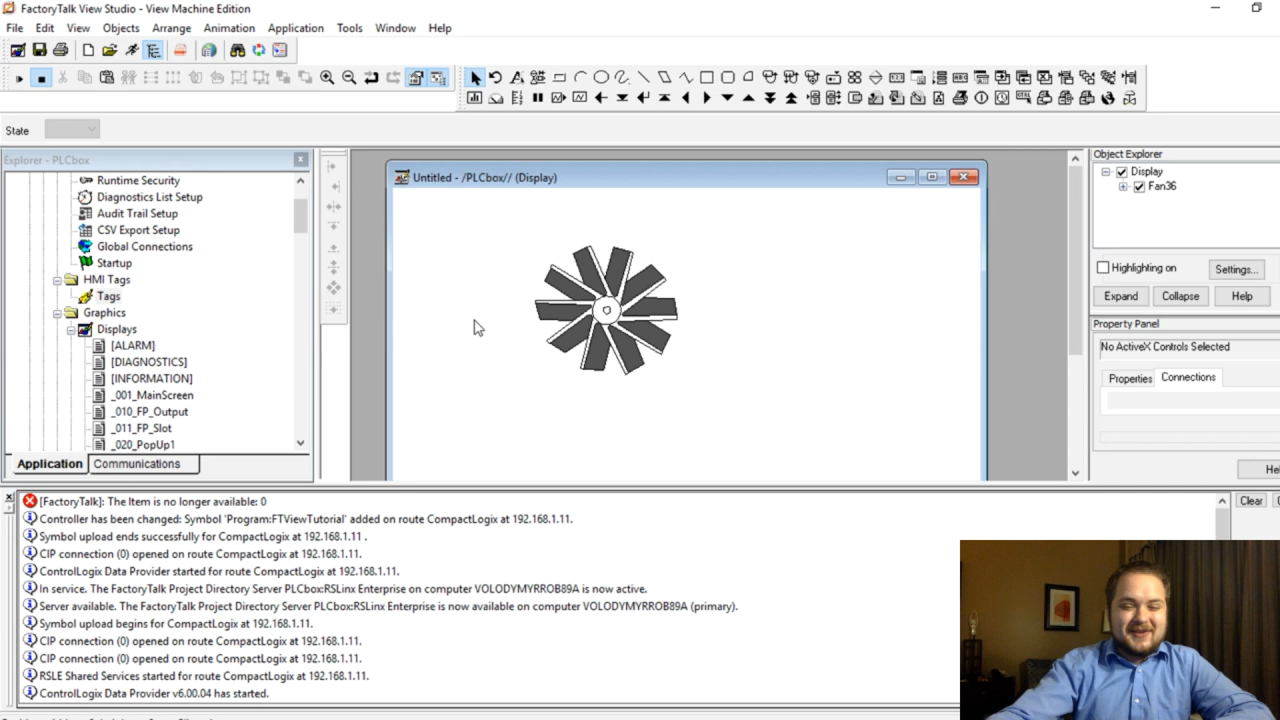 FactoryTalk View Studio - View Machine Edition
File Edit View Objects Arrange Animation Application Tools Window Help
State
Explorer - PLCbox
Runtime Security
Diagnostics List Setup
Audit Trail Setup
CSV Export Setup
Global Connections
Startup
HMI Tags
Tags
Graphics
Displays
[ALARM]
[DIAGNOSTICS]
[INFORMATION]
_001_MainScreen
_010_FP_Output
_011_FP_Slot
_020_PopUp1
Application Communications
Untitled - /PLCbox// (Display)
Object Explorer
Display
Fan36
Highlighting on Settings...
Expand Collapse Help
Property Panel
No ActiveX Controls Selected
Properties Connections
Hel
[FactoryTalk]: The Item is no longer available: 0
Controller has been changed: Symbol 'Program:FTViewTutorial' added on route CompactLogix at 192.168.1.11.
Symbol upload ends successfully for CompactLogix at 192.168.1.11 .
CIP connection (0) opened on route CompactLogix at 192.168.1.11.
ControlLogix Data Provider started for route CompactLogix at 192.168.1.11.
In service. The FactoryTalk Project Directory Server PLCbox:RSLinx Enterprise on computer VOLODYMYRROB89A is now active.
Server available. The FactoryTalk Project Directory Server PLCbox:RSLinx Enterprise is now available on computer VOLODYMYRROB89A (primary).
Symbol upload begins for CompactLogix at 192.168.1.11.
CIP connection (0) opened on route CompactLogix at 192.168.1.11.
CIP connection (0) opened on route CompactLogix at 192.168.1.11.
RSLE Shared Services started for route CompactLogix at 192.168.1.11.
ControlLogix Data Provider v6.00.04 has started.
Clear